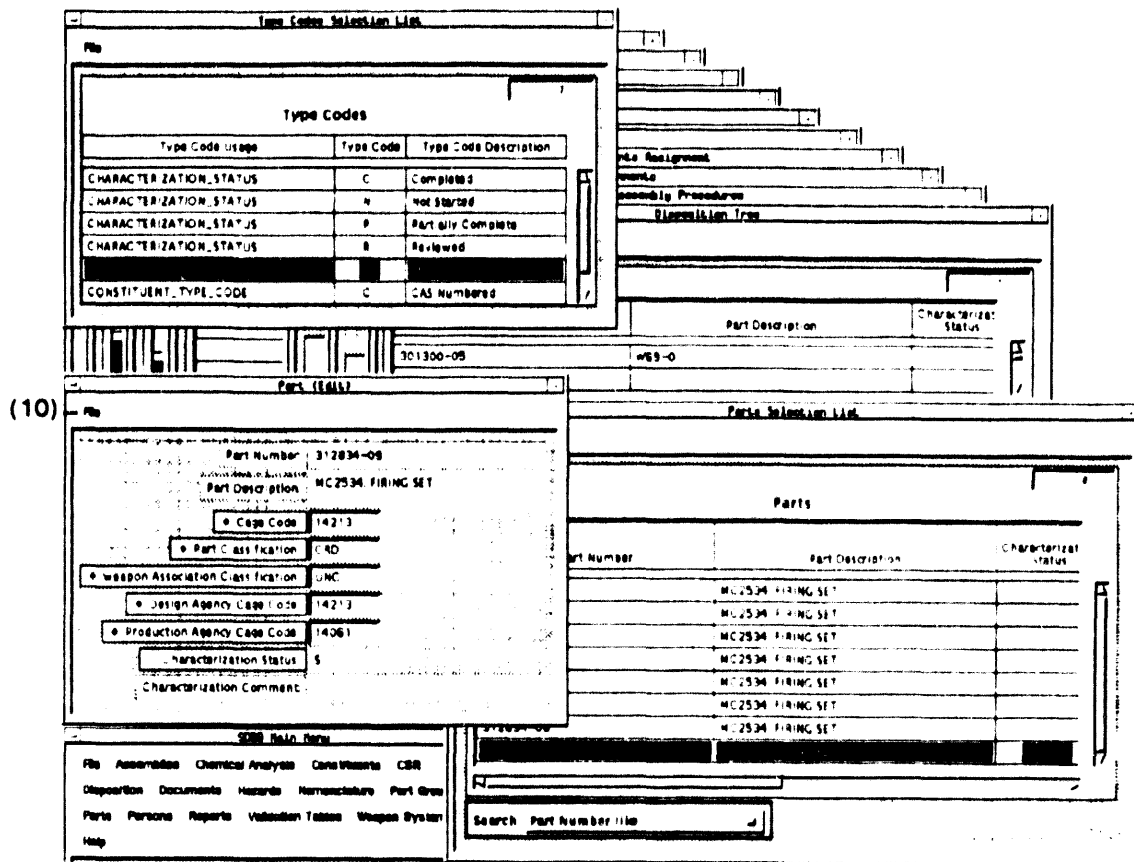 Type Codes Selection List
File
Type Codes
Type Code Usage Type Code Type Code Description
CHARACTERIZATION_STATUS C Completed
CHARACTERIZATION_STATUS N Not Started
CHARACTERIZATION_STATUS P Partially Complete
CHARACTERIZATION_STATUS R Reviewed
CONSTITUENT_TYPE_CODE C CAS Numbered
Assignment
Procedures
Disposition Tree
Part Description Characterizat
Status
301300-05 W69-0
Part (Edit)
(10)
File
Part Number 312834-09
Part Description MC2534 FIRING SET
Cage Code 14213
Part Classification CRD
Weapon Association Classification UNC
Design Agency Cage Code 14213
Production Agency Cage Code 14061
Characterization Status S
Characterization Comment
Parts Selection List
Parts
art Number Part Description Characterizat
Status
MC2534 FIRING SET
MC2534 FIRING SET
MC2534 FIRING SET
MC2534 FIRING SET
MC2534 FIRING SET
MC2534 FIRING SET
MC2534 FIRING SET
Search Part Number like
Main Menu
File Assemblies Chemical Analysis Constituents CSR
Disposition Documents Hazards Nomenclature Part Grou
Parts Persons Reports Validation Tables Weapon System
Help